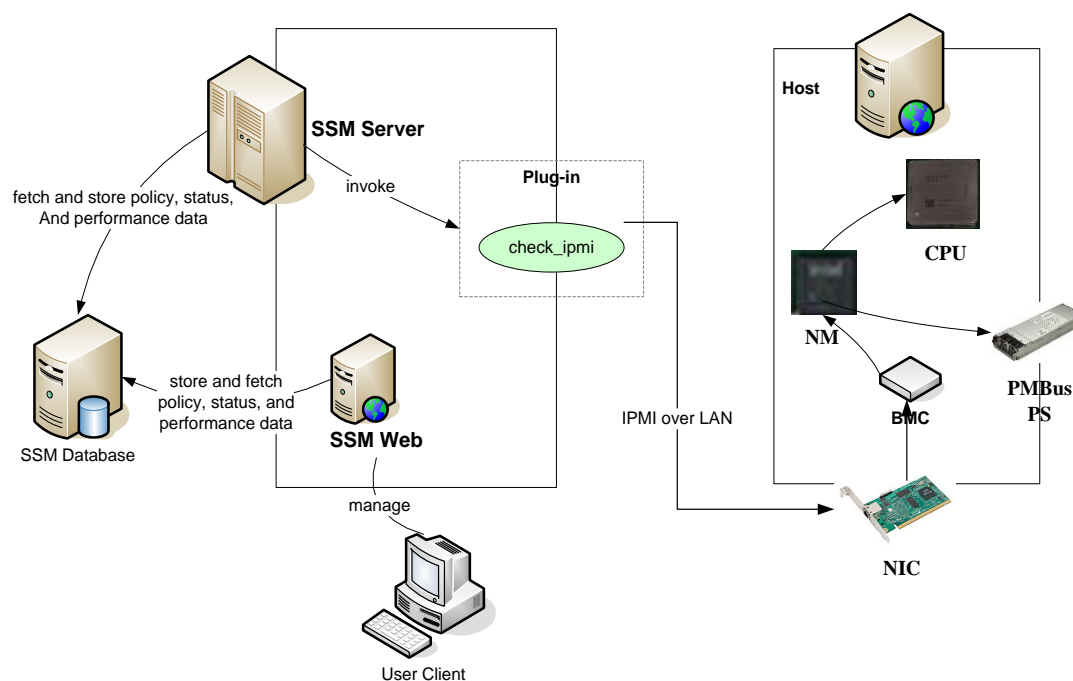 SSM Server
fetch and store policy, status,
And performance data
invoke
Plug-in
check_ipmi
SSM Database
store and fetch
policy, status, and
performance data
SSM Web
manage
User Client
IPMI over LAN
Host
CPU
NM
PMBus
PS
BMC
NIC